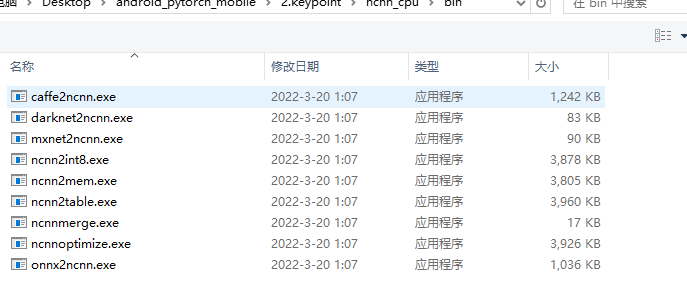 电脑 > Desktop > android_pytorch_mobile > 2.keypoint > ncnn_cpu > bin 在 bin 中搜索
名称 修改日期 类型 大小
caffe2ncnn.exe 2022-3-20 1:07 应用程序 1,242 KB
darknet2ncnn.exe 2022-3-20 1:07 应用程序 83 KB
mxnet2ncnn.exe 2022-3-20 1:07 应用程序 90 KB
ncnn2int8.exe 2022-3-20 1:07 应用程序 3,878 KB
ncnn2mem.exe 2022-3-20 1:07 应用程序 3,805 KB
ncnn2table.exe 2022-3-20 1:07 应用程序 3,960 KB
ncnnmerge.exe 2022-3-20 1:07 应用程序 17 KB
ncnnoptimize.exe 2022-3-20 1:07 应用程序 3,926 KB
onnx2ncnn.exe 2022-3-20 1:07 应用程序 1,036 KB